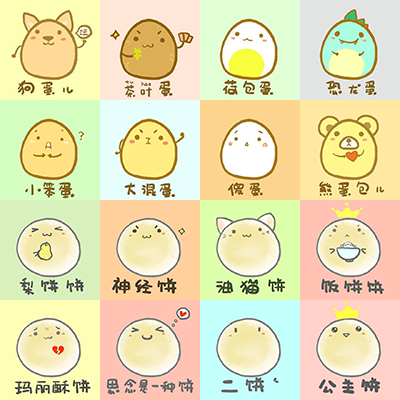 狗蛋儿
茶叶蛋
荷包蛋
恐龙蛋
小笨蛋
大混蛋
傻蛋
熊蛋包儿
梨饼饼
神经饼
油猫饼
饭饼饼
玛丽酥饼
思念是一种饼
二饼
公主饼